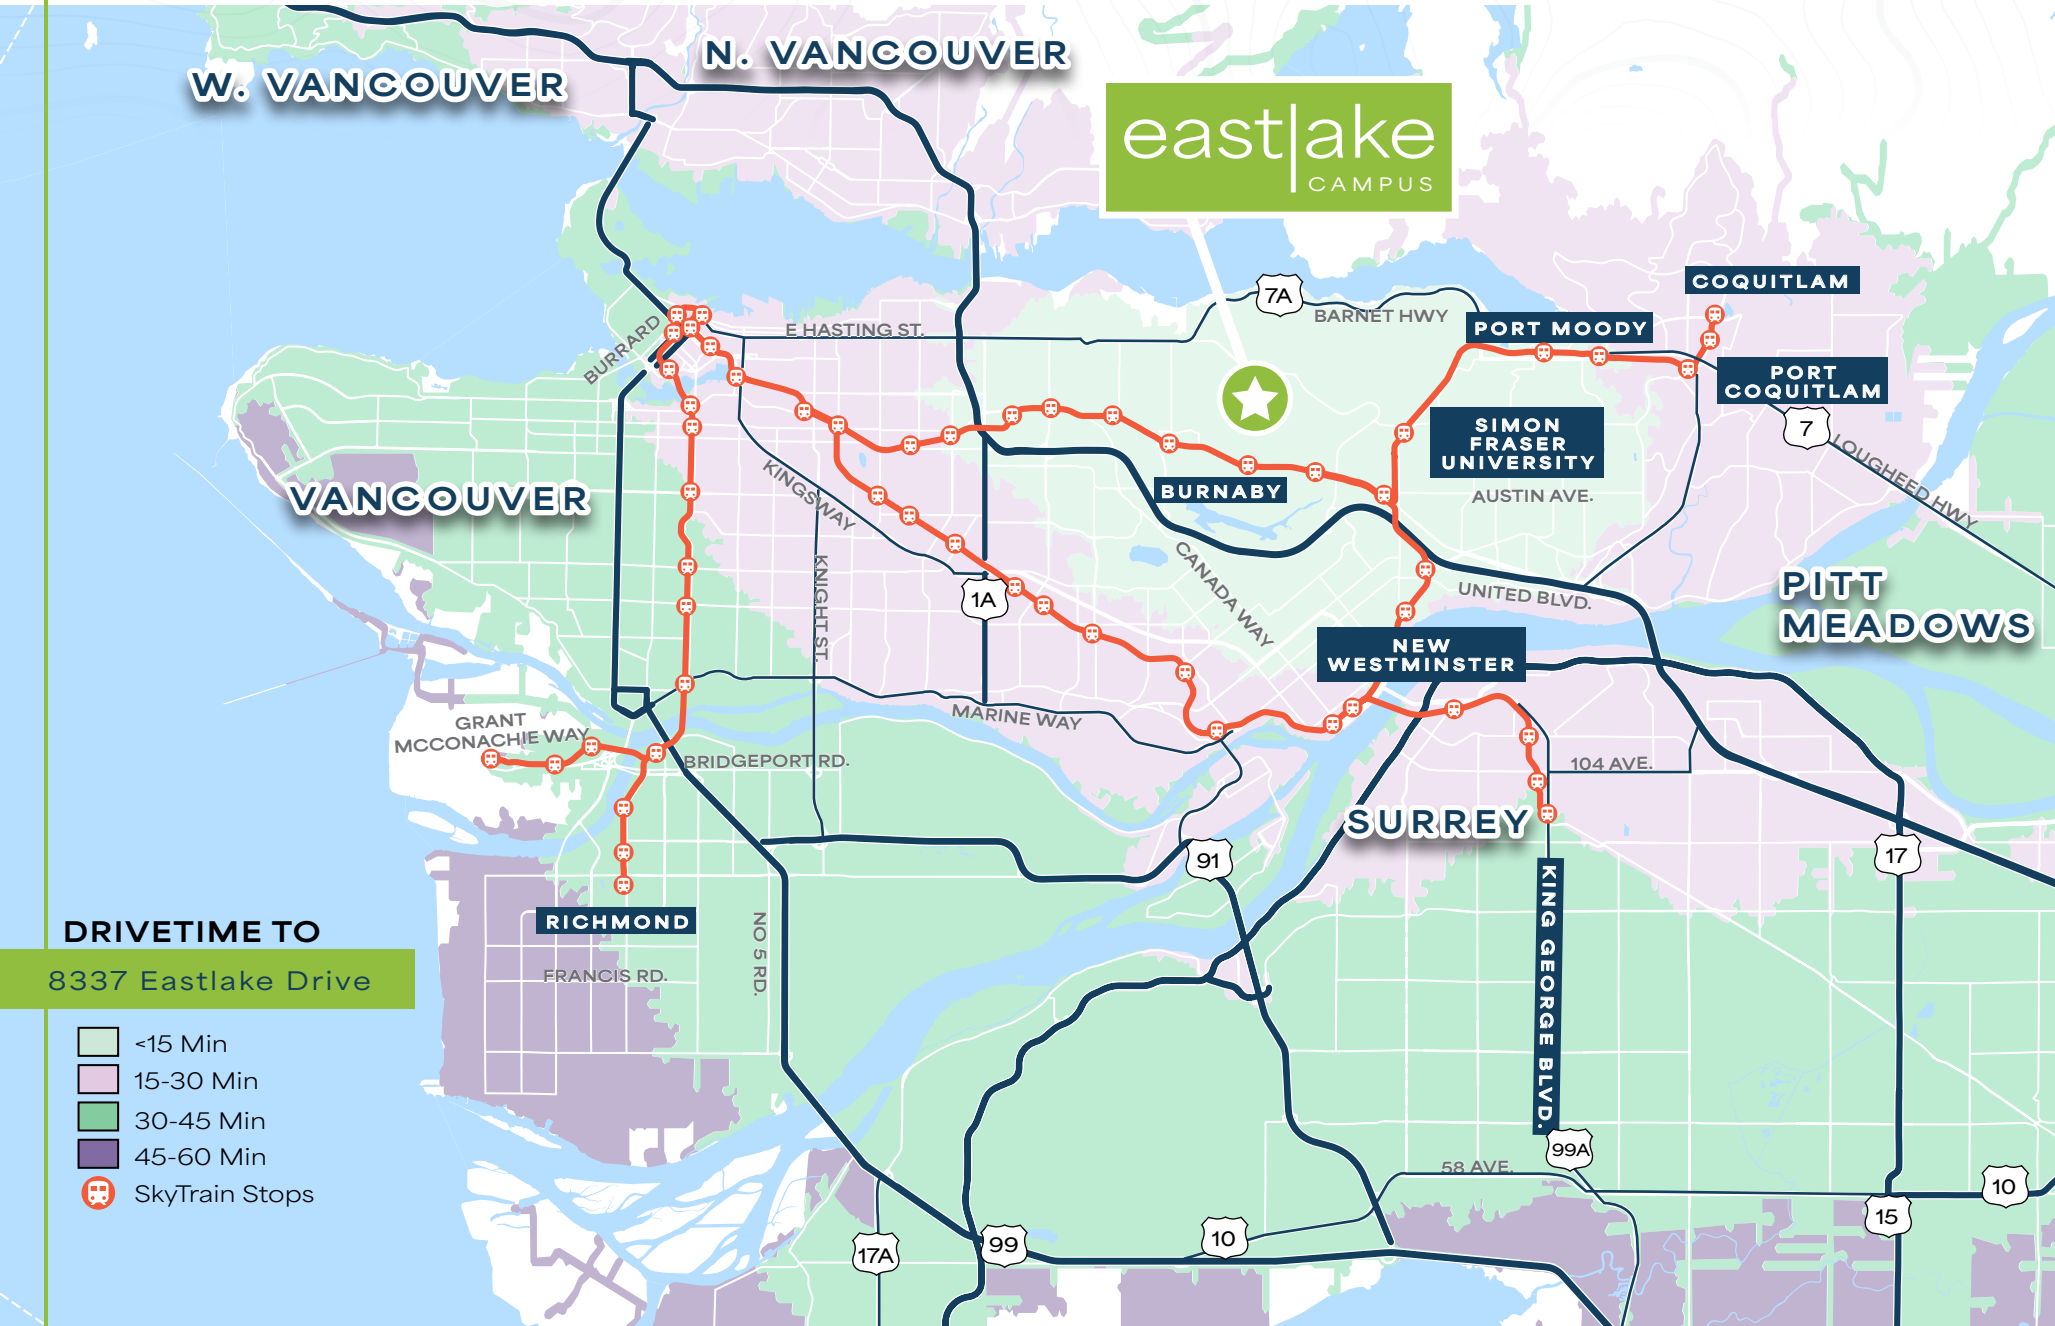 W. VANCOUVER
N. VANCOUVER
east|ake
CAMPUS
7A
BARNET HWY
COQUITLAM
PORT MOODY
PORT
COQUITLAM
7
LOUGHEED HWY
BURRARD
E HASTING ST.
SIMON
FRASER
UNIVERSITY
AUSTIN AVE.
VANCOUVER
KINGSWAY
BURNABY
KNIGHT ST.
1A
CANADA WAY
UNITED BLVD.
PITT
MEADOWS
NEW
WESTMINSTER
GRANT
MCCONACHIE WAY
MARINE WAY
BRIDGEPORT RD.
104 AVE.
SURREY
91
17
RICHMOND
NO 5 RD.
FRANCIS RD.
KING GEORGE BLVD.
99A
58 AVE.
10
15
17A
99
10
DRIVETIME TO
8337 Eastlake Drive
<15 Min
15-30 Min
30-45 Min
45-60 Min
SkyTrain Stops